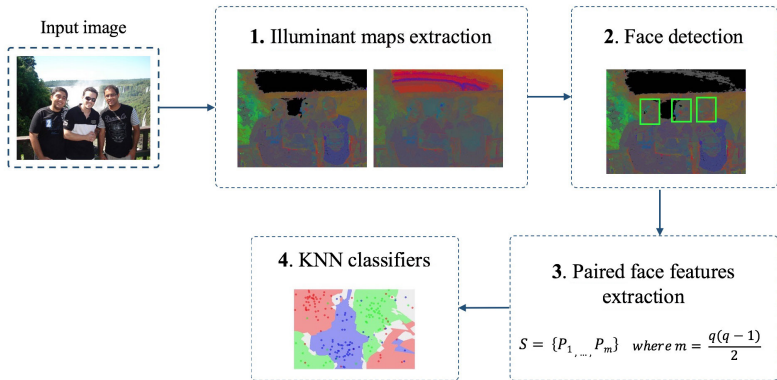 Input image
1. Illuminant maps extraction
2. Face detection
3. Paired face features
extraction
S = {P₁ ,..., Pₘ} where m = q(q − 1) / 2
4. KNN classifiers